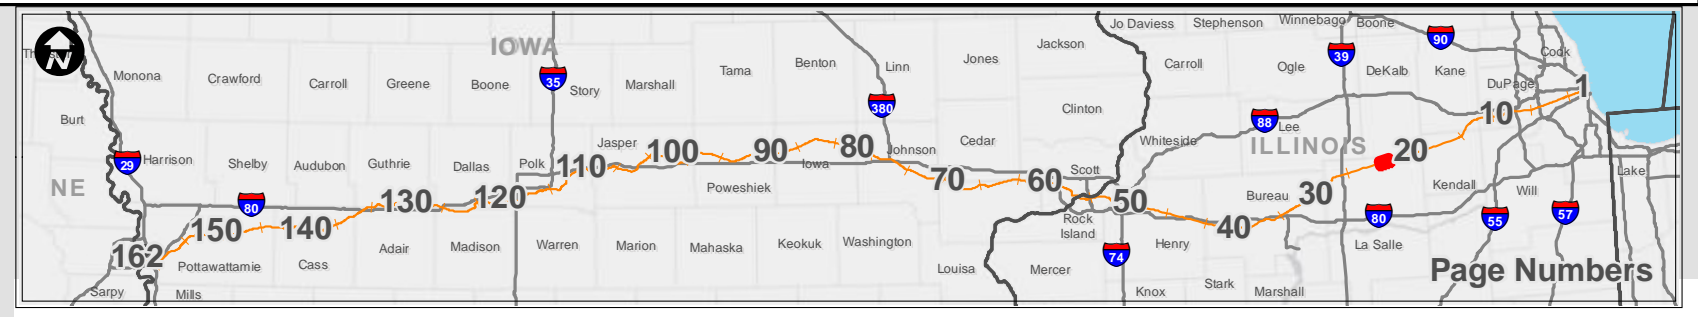 Jo Daviess Stephenson Winnebago Boone
N
IOWA
Jackson
90
39
Cook
Monona Crawford Carroll Greene Boone 35 Story Marshall Tama Benton Linn Jones Carroll Ogle DeKalb Kane DuPage 1
380
Clinton
10
Burt
88 Lee
Jasper 100 90 80 Johnson Cedar Whiteside ILLINOIS 20
29 Harrison Shelby Audubon Guthrie Dallas Polk 110 Iowa Scott Lake
NE Poweshiek 70 60 Kendall Will
80 130 120 50 Bureau 30
150 140 Rock Island 40 80 55 57
162 Adair Madison Warren Marion Mahaska Keokuk Washington Henry La Salle
Pottawattamie Cass 74
Louisa Mercer Page Numbers
Sarpy Mills Knox Stark Marshall